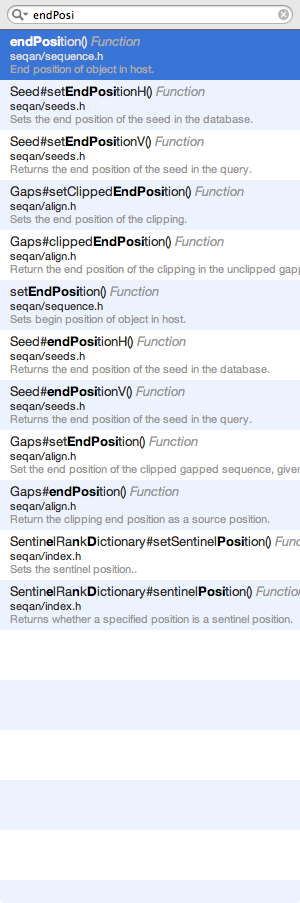 endPosi
endPosition() Function
seqan/sequence.h
End position of object in host.
Seed#setEndPositionH() Function
seqan/seeds.h
Sets the end position of the seed in the database.
Seed#setEndPositionV() Function
seqan/seeds.h
Returns the end position of the seed in the query.
Gaps#setClippedEndPosition() Function
seqan/align.h
Sets the end position of the clipping.
Gaps#clippedEndPosition() Function
seqan/align.h
Return the end position of the clipping in the unclipped gapp
setEndPosition() Function
seqan/sequence.h
Sets begin position of object in host.
Seed#endPositionH() Function
seqan/seeds.h
Returns the end position of the seed in the database.
Seed#endPositionV() Function
seqan/seeds.h
Returns the end position of the seed in the query.
Gaps#setEndPosition() Function
seqan/align.h
Set the end position of the clipped gapped sequence, given
Gaps#endPosition() Function
seqan/align.h
Return the clipping end position as a source position.
SentinelRankDictionary#setSentinelPosition() Func
seqan/index.h
Sets the sentinel position..
SentinelRankDictionary#sentinelPosition() Function
seqan/index.h
Returns whether a specified position is a sentinel position.